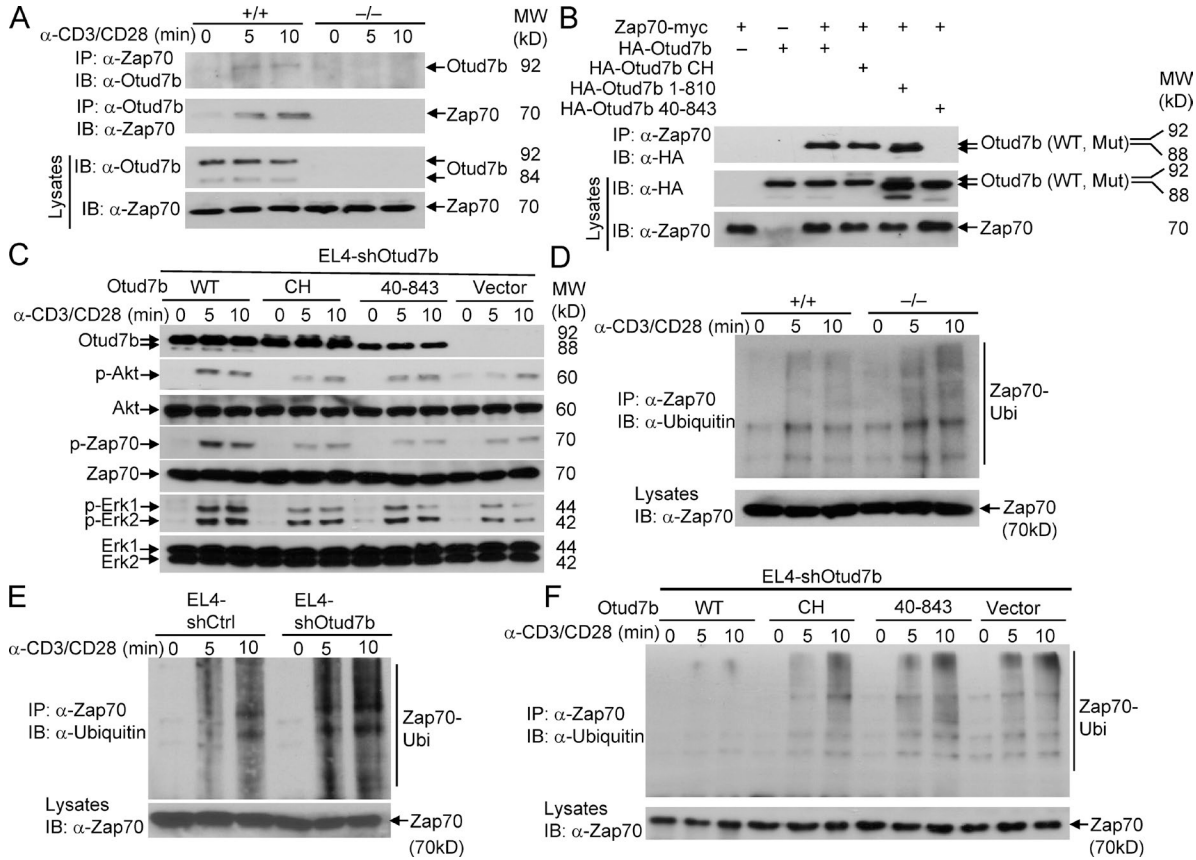 A
+/+
–/–
MW
(kD)
α-CD3/CD28 (min)
0 5 10 0 5 10
IP: α-Zap70
IB: α-Otud7b
Otud7b 92
IP: α-Otud7b
IB: α-Zap70
Zap70 70
Lysates
IB: α-Otud7b
92
Otud7b
84
IB: α-Zap70
Zap70 70
B
Zap70-myc + – + + + +
HA-Otud7b – + +
HA-Otud7b CH +
HA-Otud7b 1-810 +
HA-Otud7b 40-843 +
MW
(kD)
IP: α-Zap70
IB: α-HA
Otud7b (WT, Mut)
92
88
Lysates
IB: α-HA
Otud7b (WT, Mut)
92
88
IB: α-Zap70
Zap70
70
C
EL4-shOtud7b
Otud7b WT CH 40-843 Vector
MW
(kD)
α-CD3/CD28 (min) 0 5 10 0 5 10 0 5 10 0 5 10
Otud7b
92
88
p-Akt 60
Akt 60
p-Zap70 70
Zap70 70
p-Erk1 44
p-Erk2 42
Erk1 44
Erk2 42
D
+/+
–/–
α-CD3/CD28 (min) 0 5 10 0 5 10
IP: α-Zap70
IB: α-Ubiquitin
Zap70-
Ubi
Lysates
IB: α-Zap70
Zap70
(70kD)
E
EL4-
shCtrl
EL4-
shOtud7b
α-CD3/CD28 (min) 0 5 10 0 5 10
IP: α-Zap70
IB: α-Ubiquitin
Zap70-
Ubi
Lysates
IB: α-Zap70
Zap70
(70kD)
F
EL4-shOtud7b
Otud7b WT CH 40-843 Vector
α-CD3/CD28 (min) 0 5 10 0 5 10 0 5 10 0 5 10
IP: α-Zap70
IB: α-Ubiquitin
Zap70-
Ubi
Lysates
IB: α-Zap70
Zap70
(70kD)